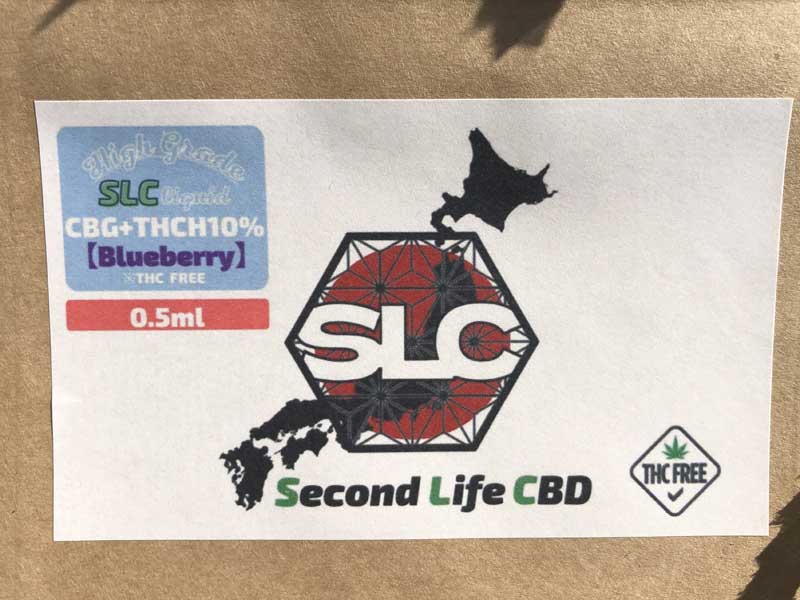 High Grade
SLC liquid
CBG+THCH10%
【Blueberry】
※THC FREE
0.5ml
SLC
Second Life CBD
THC FREE